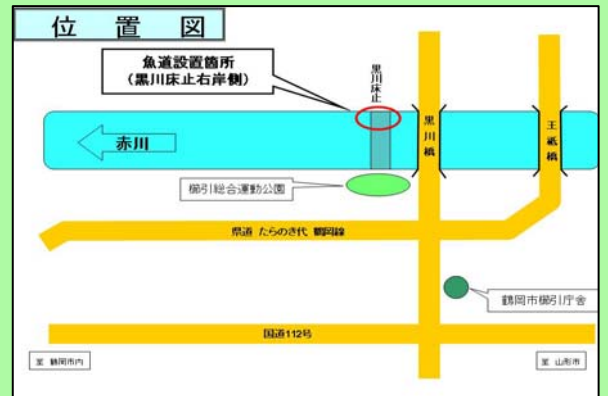 位置図
魚道設置箇所
（黒川床止右岸側）
黒川床止
黒川橋
王祇橋
赤川
櫛引総合運動公園
県道 たらのき代 鶴岡線
鶴岡市櫛引庁舎
国道112号
至 鶴岡市内
至 山形市